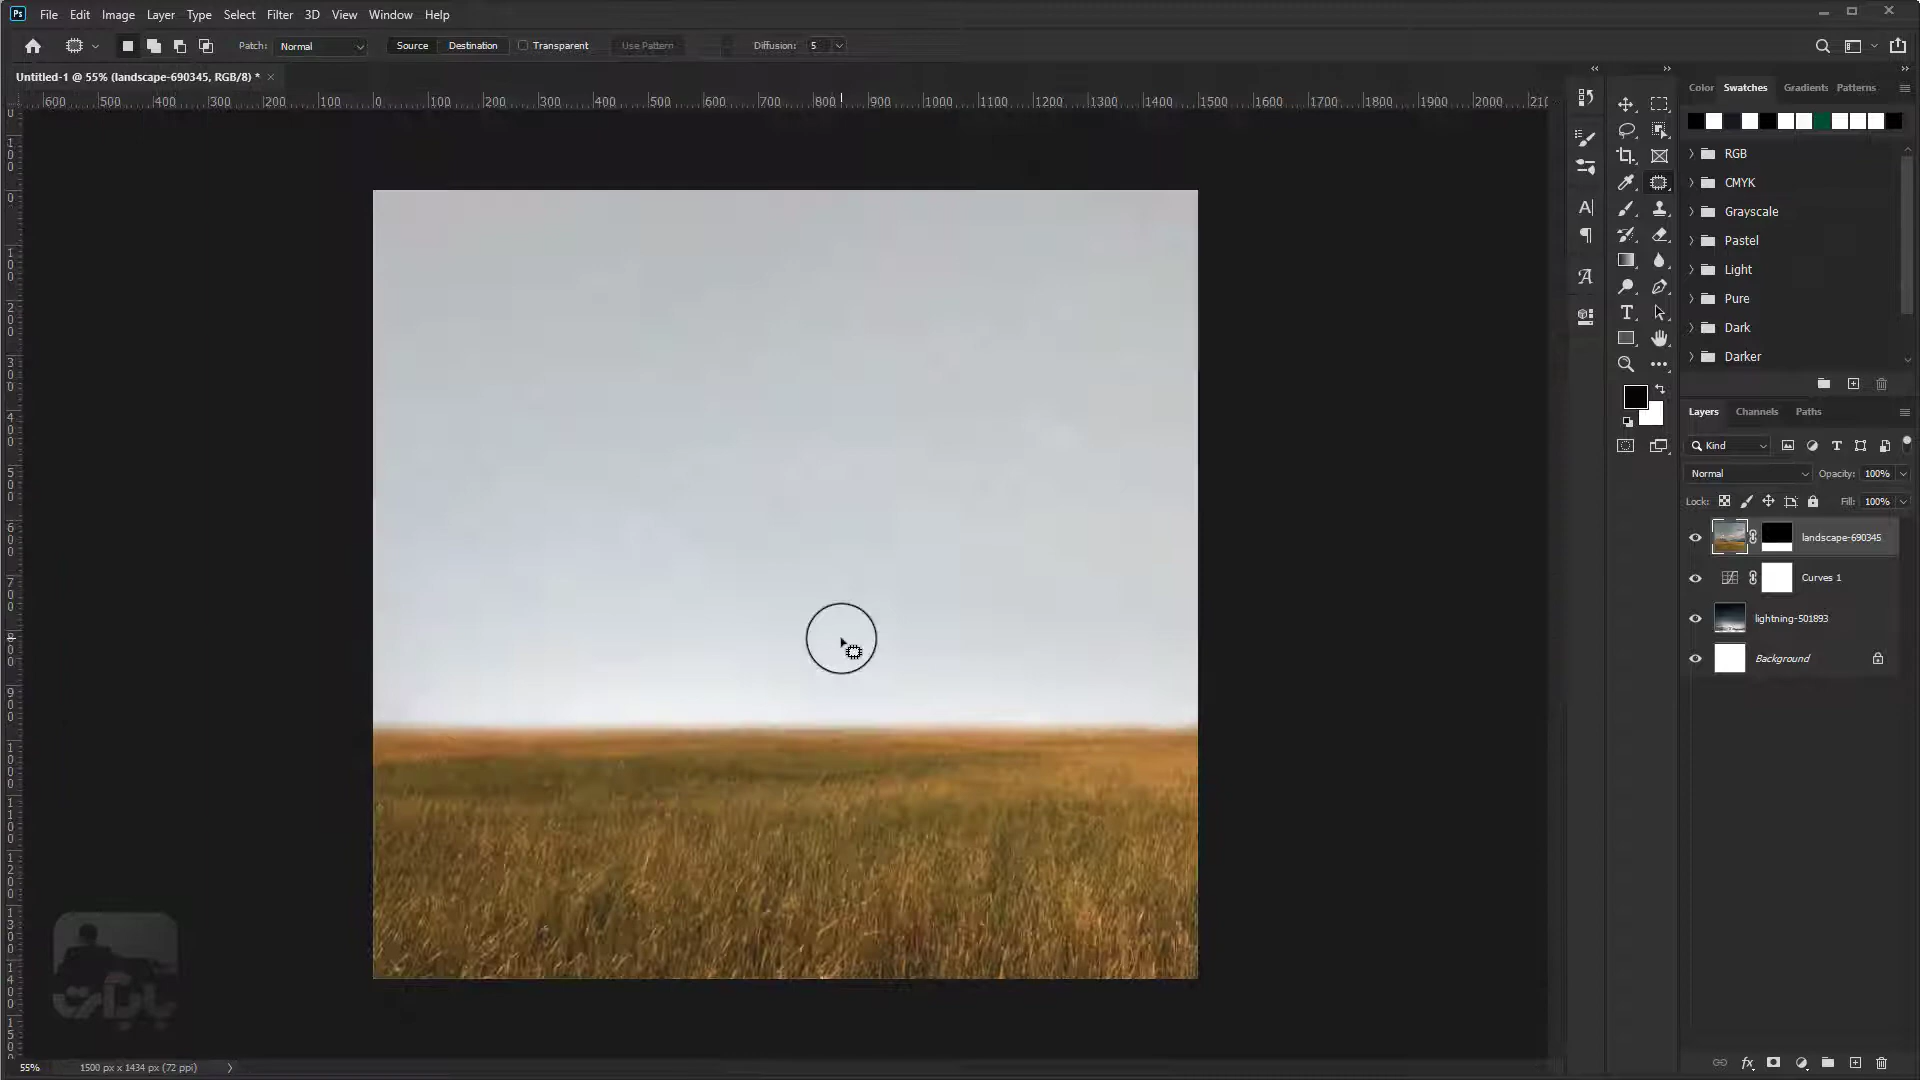 File Edit Image Layer Type Select Filter 3D View Window Help
Patch: Normal Source Destination Transparent Use Pattern Diffusion: 5
Untitled-1 @ 55% (landscape-690345, RGB/8) *
600 500 400 300 200 100 0 100 200 300 400 500 600 700 800 900 1000 1100 1200 1300 1400 1500 1600 1700 1800 1900 2000
Color Swatches Gradients Patterns
RGB
CMYK
Grayscale
Pastel
Light
Pure
Dark
Darker
Layers Channels Paths
Kind
Normal Opacity: 100%
Lock: Fill: 100%
landscape-690345
Curves 1
lightning-501893
Background
55% 1500 px x 1434 px (72 ppi)